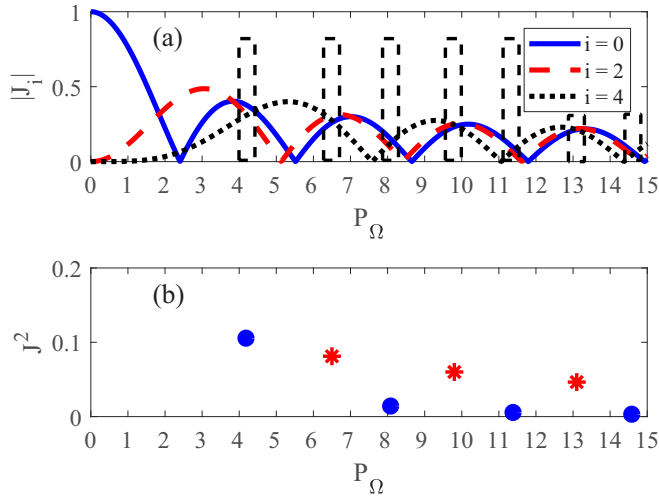 (a)
1
0.5
0
|J_i|
i = 0
i = 2
i = 4
0 1 2 3 4 5 6 7 8 9 10 11 12 13 14 15
P_Ω
(b)
0.2
0.1
0
J^2
0 1 2 3 4 5 6 7 8 9 10 11 12 13 14 15
P_Ω